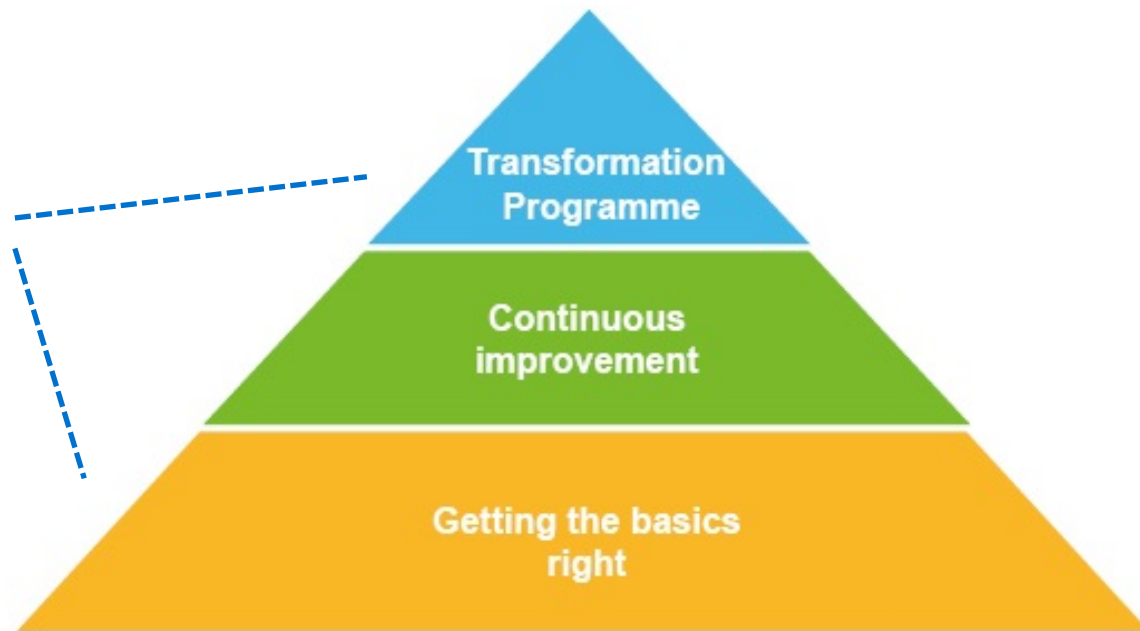 Transformation
Programme
Continuous
improvement
Getting the basics
right